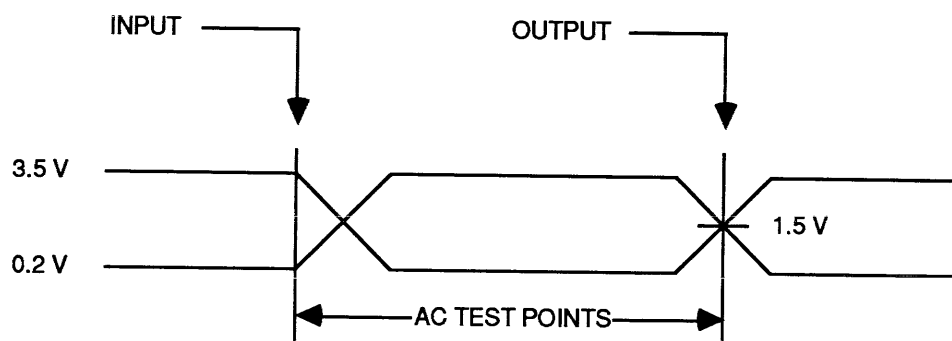 INPUT
OUTPUT
3.5 V
1.5 V
0.2 V
AC TEST POINTS